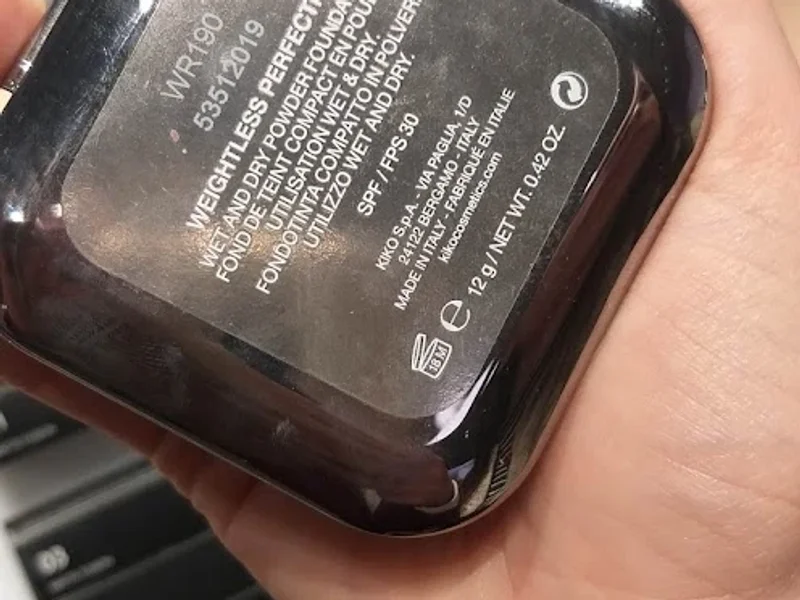 WR190
53512019
WEIGHTLESS PERFECT
WET AND DRY POWDER FOUNDA
FOND DE TEINT COMPACT EN POU
UTILISATION WET & DRY.
FONDOTINTA COMPATTO IN POLVER
UTILIZZO WET AND DRY.
SPF / FPS 30
KIKO S.p.A. - VIA PAGLIA, 1/D
24122 BERGAMO - ITALY
MADE IN ITALY - FABRIQUÉ EN ITALIE
kikocosmetics.com
12 g / NET WT. 0.42 OZ.
18 M
03